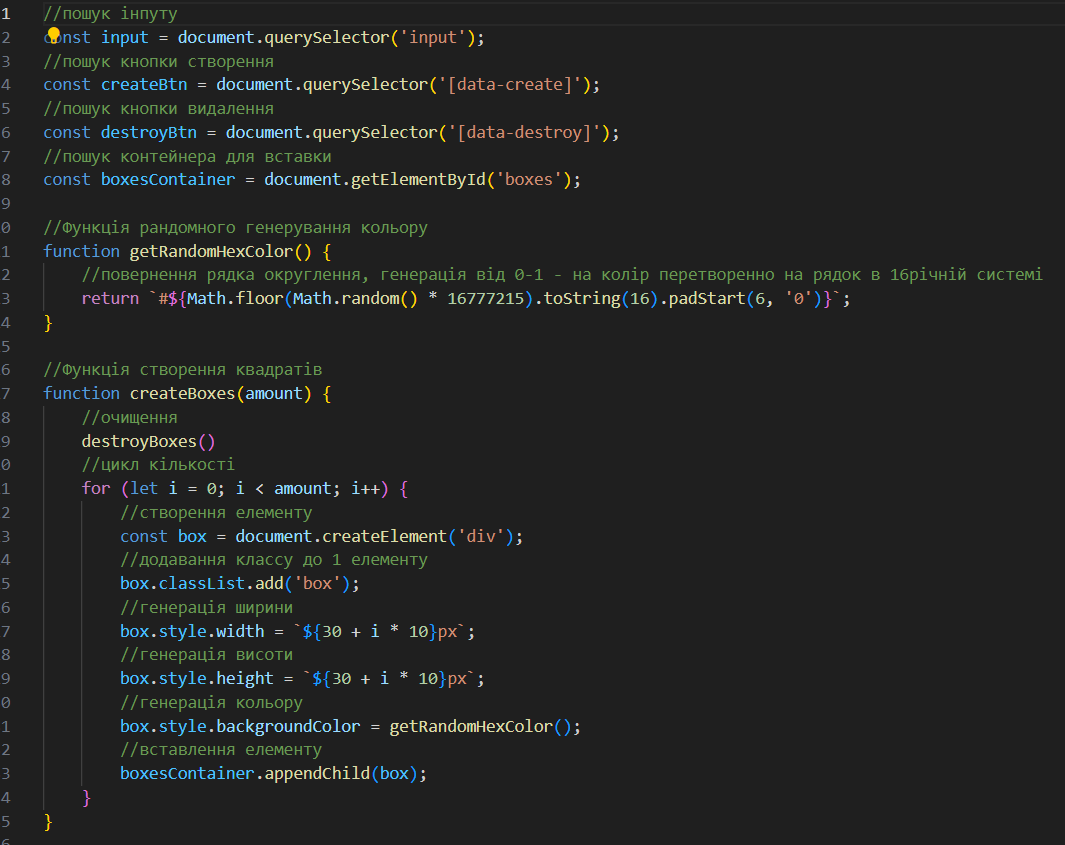 1 //пошук інпуту
2 const input = document.querySelector('input');
3 //пошук кнопки створення
4 const createBtn = document.querySelector('[data-create]');
5 //пошук кнопки видалення
6 const destroyBtn = document.querySelector('[data-destroy]');
7 //пошук контейнера для вставки
8 const boxesContainer = document.getElementById('boxes');
9
0 //Функція рандомного генерування кольору
1 function getRandomHexColor() {
2 //повернення рядка округлення, генерація від 0-1 - на колір перетворенно на рядок в 16річній системі
3 return `#${Math.floor(Math.random() * 16777215).toString(16).padStart(6, '0')}`;
4 }
5
6 //Функція створення квадратів
7 function createBoxes(amount) {
8 //очищення
9 destroyBoxes()
0 //цикл кількості
1 for (let i = 0; i < amount; i++) {
2 //створення елементу
3 const box = document.createElement('div');
4 //додавання классу до 1 елементу
5 box.classList.add('box');
6 //генерація ширини
7 box.style.width = `${30 + i * 10}px`;
8 //генерація висоти
9 box.style.height = `${30 + i * 10}px`;
0 //генерація кольору
1 box.style.backgroundColor = getRandomHexColor();
2 //вставлення елементу
3 boxesContainer.appendChild(box);
4 }
5 }